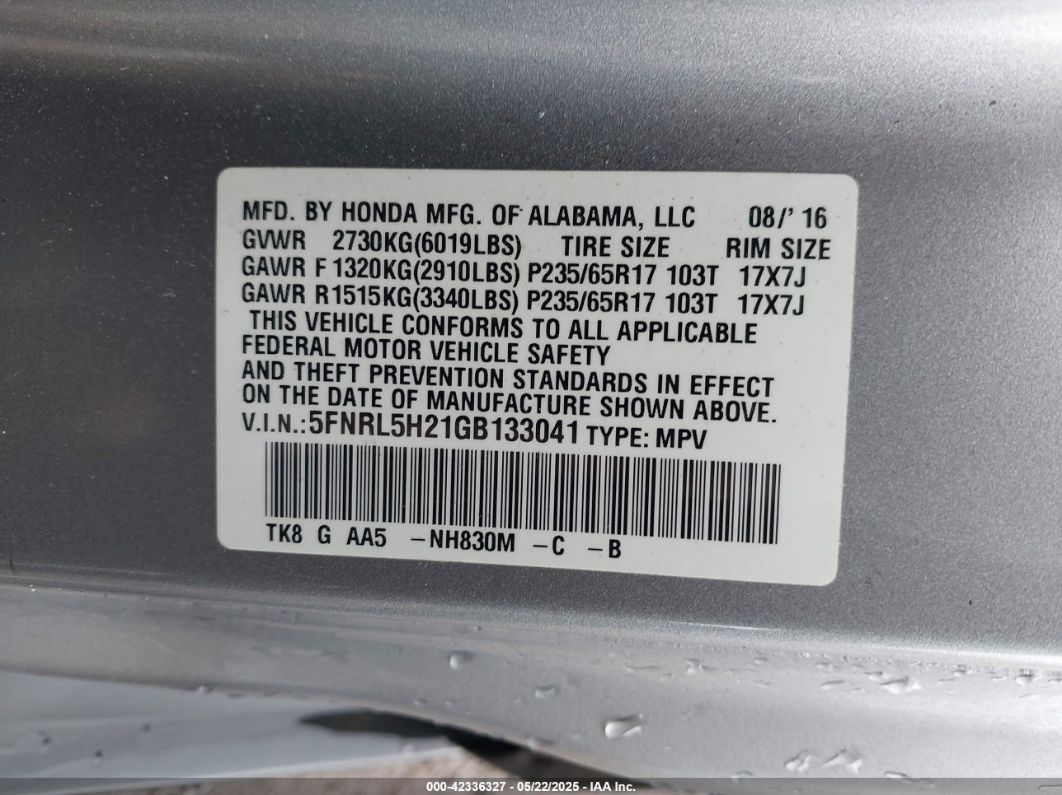 MFD. BY HONDA MFG. OF ALABAMA, LLC 08/' 16
GVWR 2730KG(6019LBS) TIRE SIZE RIM SIZE
GAWR F 1320KG(2910LBS) P235/65R17 103T 17X7J
GAWR R1515KG(3340LBS) P235/65R17 103T 17X7J
THIS VEHICLE CONFORMS TO ALL APPLICABLE
FEDERAL MOTOR VEHICLE SAFETY
AND THEFT PREVENTION STANDARDS IN EFFECT
ON THE DATE OF MANUFACTURE SHOWN ABOVE.
V.I.N.:5FNRL5H21GB133041 TYPE: MPV
TK8 G AA5 –NH830M –C –B
000-42336327 - 05/22/2025 - IAA Inc.